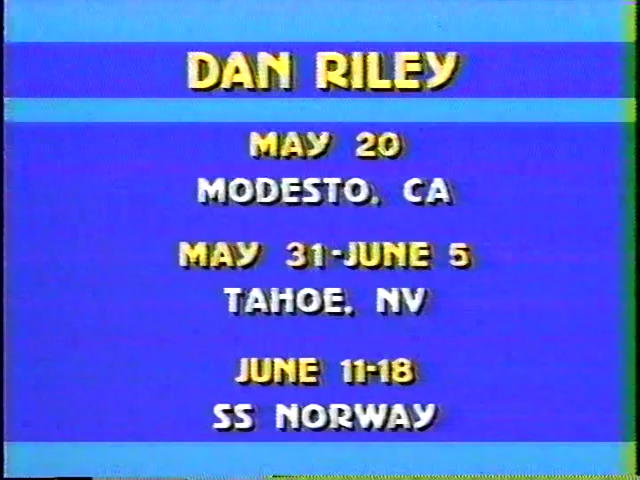 DAN RILEY
MAY 20
MODESTO, CA
MAY 31-JUNE 5
TAHOE, NV
JUNE 11-18
SS NORWAY